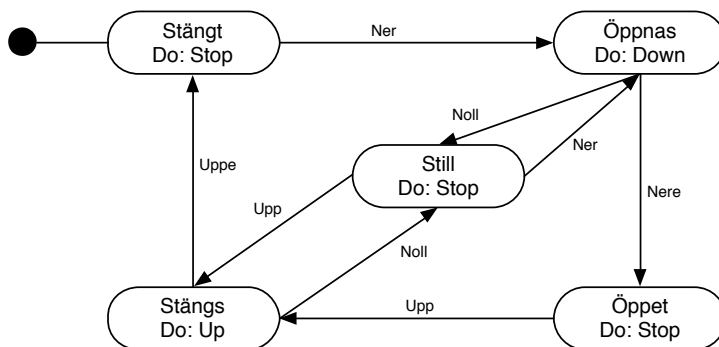 Stängt
Do: Stop
Ner
Öppnas
Do: Down
Noll
Ner
Uppe
Still
Do: Stop
Upp
Nere
Noll
Stängs
Do: Up
Upp
Öppet
Do: Stop